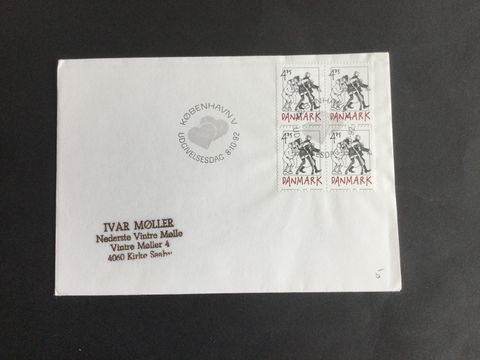 KØBENHAVN V
UDGIVELSESDAG 8-10-92
4.75 4.75
DANMARK DANMARK
4.75 4.75
DANMARK DANMARK
IVAR MØLLER
Nederste Vintre Mølle
Vintre Møller 4
4060 Kirke Saaby
5